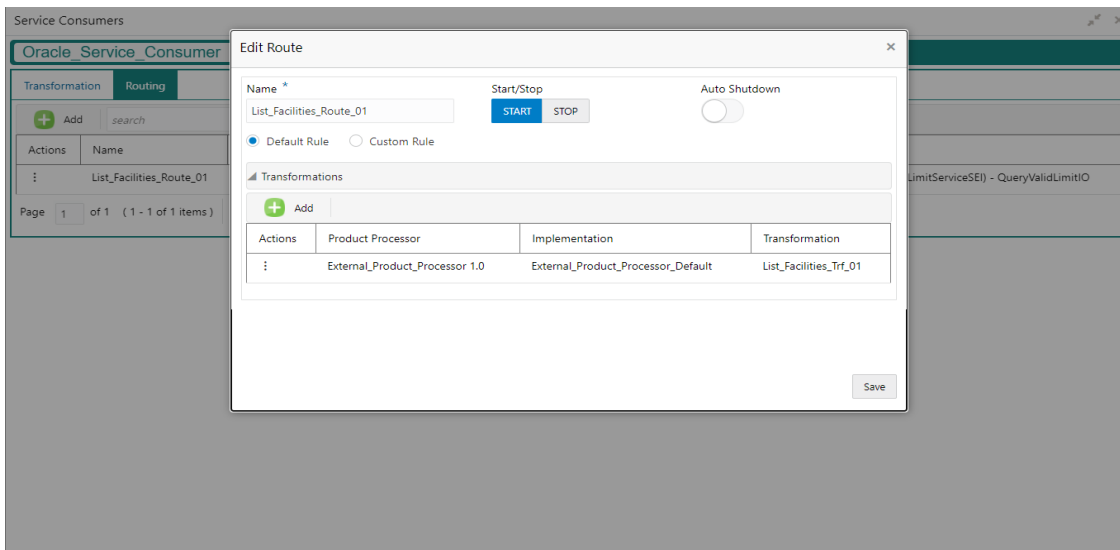 Service Consumers
Oracle_Service_Consumer
Transformation Routing
Add search
Actions Name
List_Facilities_Route_01 LimitServiceSEI) - QueryValidLimitIO
Page 1 of 1 (1 - 1 of 1 items)
Edit Route
Name * Start/Stop Auto Shutdown
List_Facilities_Route_01 START STOP
Default Rule Custom Rule
Transformations
Add
Actions Product Processor Implementation Transformation
External_Product_Processor 1.0 External_Product_Processor_Default List_Facilities_Trf_01
Save